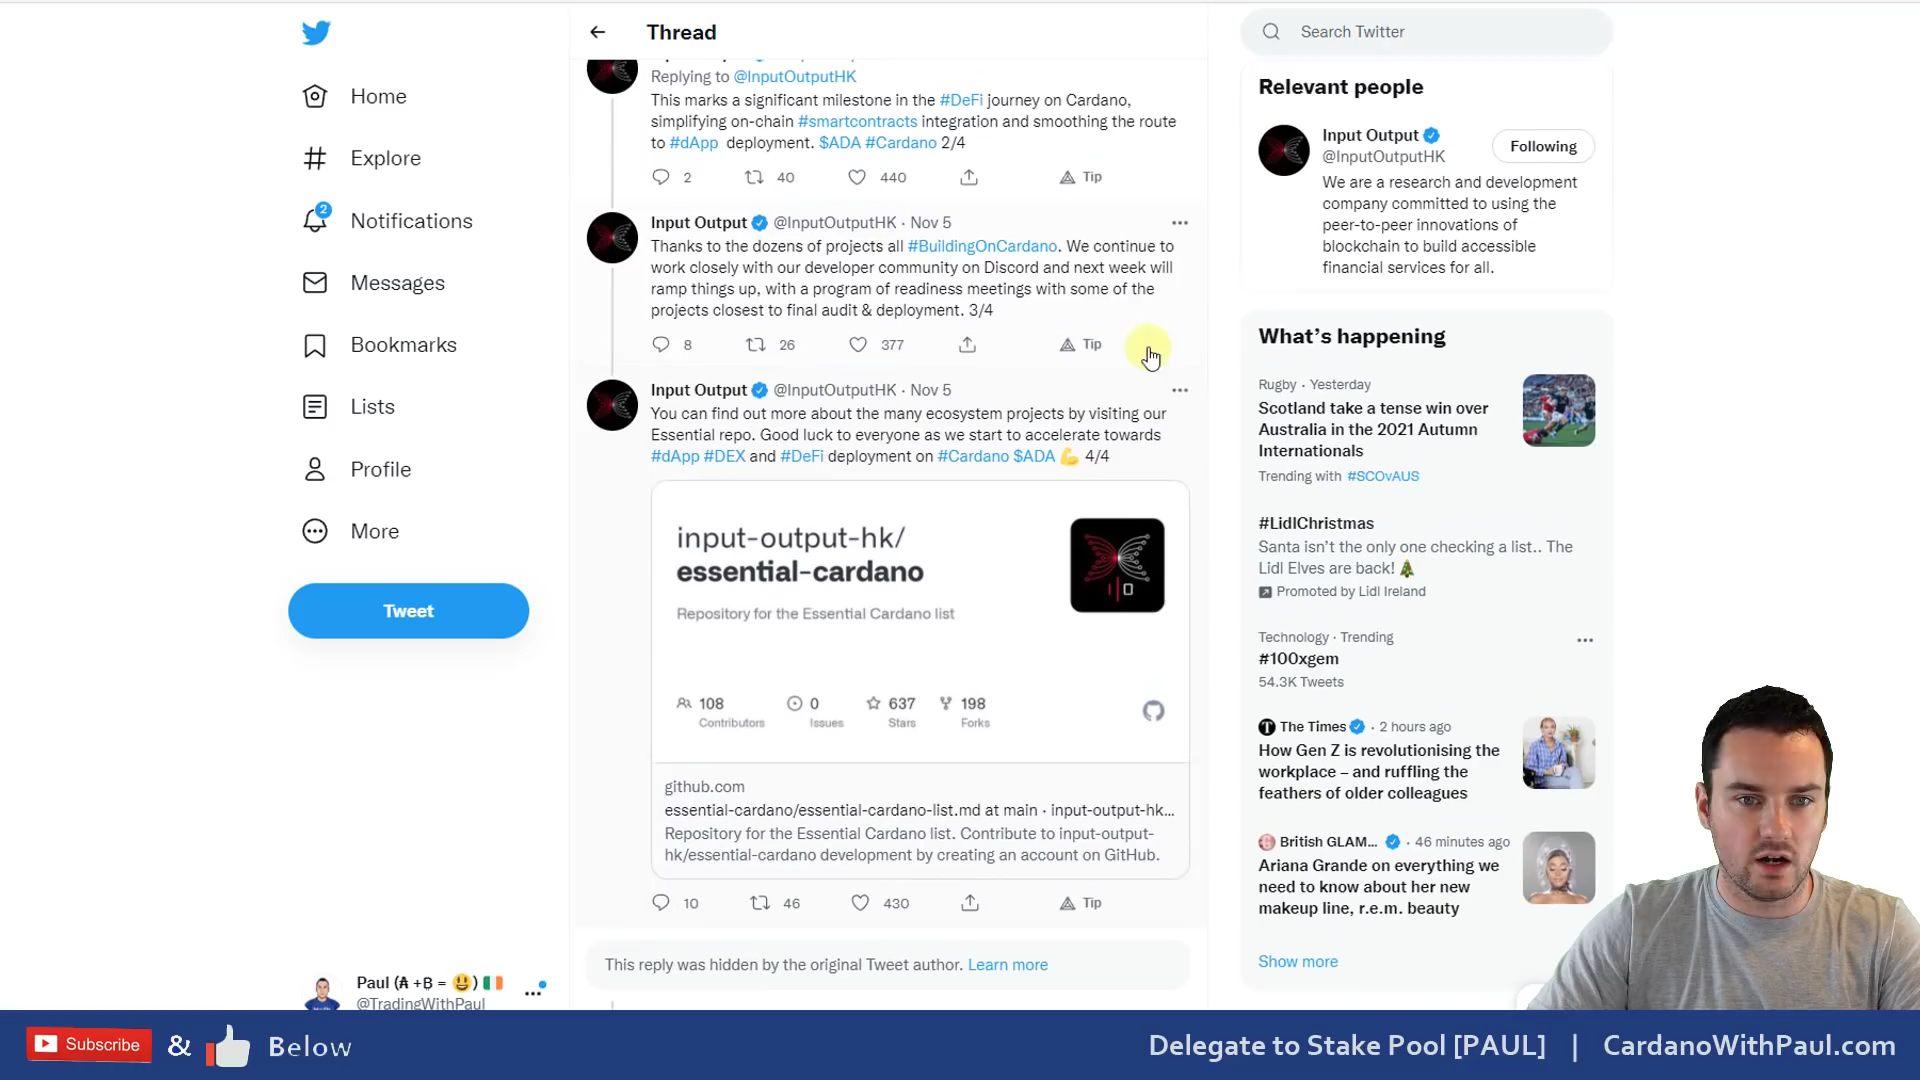 Thread
Search Twitter
Home
Explore
2
Notifications
Messages
Bookmarks
Lists
Profile
More
Tweet
Replying to @InputOutputHK
This marks a significant milestone in the #DeFi journey on Cardano,
simplifying on-chain #smartcontracts integration and smoothing the route
to #dApp deployment. $ADA #Cardano 2/4
2 40 440 Tip
Input Output @InputOutputHK · Nov 5
Thanks to the dozens of projects all #BuildingOnCardano. We continue to
work closely with our developer community on Discord and next week will
ramp things up, with a program of readiness meetings with some of the
projects closest to final audit & deployment. 3/4
8 26 377 Tip
Input Output @InputOutputHK · Nov 5
You can find out more about the many ecosystem projects by visiting our
Essential repo. Good luck to everyone as we start to accelerate towards
#dApp #DEX and #DeFi deployment on #Cardano $ADA 💪 4/4
input-output-hk/
essential-cardano
Repository for the Essential Cardano list
108 0 637 198
Contributors Issues Stars Forks
github.com
essential-cardano/essential-cardano-list.md at main · input-output-hk...
Repository for the Essential Cardano list. Contribute to input-output-
hk/essential-cardano development by creating an account on GitHub.
10 46 430 Tip
This reply was hidden by the original Tweet author. Learn more
Relevant people
Input Output
@InputOutputHK
Following
We are a research and development
company committed to using the
peer-to-peer innovations of
blockchain to build accessible
financial services for all.
What's happening
Rugby · Yesterday
Scotland take a tense win over
Australia in the 2021 Autumn
Internationals
Trending with #SCOvAUS
#LidlChristmas
Santa isn't the only one checking a list.. The
Lidl Elves are back! 🎄
Promoted by Lidl Ireland
Technology · Trending
#100xgem
54.3K Tweets
The Times · 2 hours ago
How Gen Z is revolutionising the
workplace – and ruffling the
feathers of older colleagues
British GLAM... · 46 minutes ago
Ariana Grande on everything we
need to know about her new
makeup line, r.e.m. beauty
Show more
Paul (₳ +₿ = 😃) 🇮🇪
@TradingWithPaul
Subscribe & Below
Delegate to Stake Pool [PAUL] | CardanoWithPaul.com